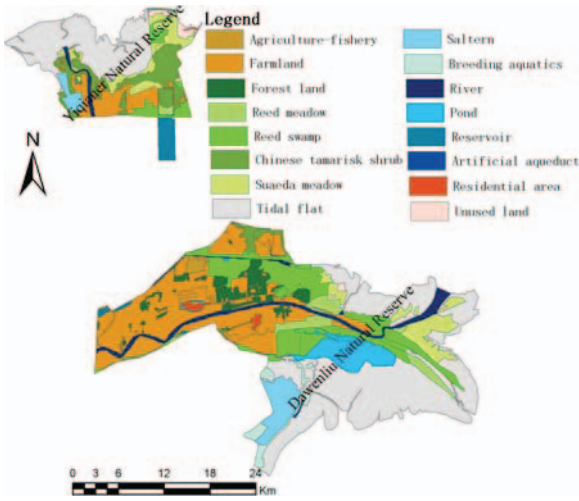 Legend
Agriculture-fishery
Farmland
Forest land
Reed meadow
Reed swamp
Chinese tamarisk shrub
Suaeda meadow
Tidal flat
Saltern
Breeding aquatics
River
Pond
Reservoir
Artificial aqueduct
Residential area
Unused land
Natural Reserve
N
Dawenliu Natural Reserve
0 3 6 12 18 24
Km